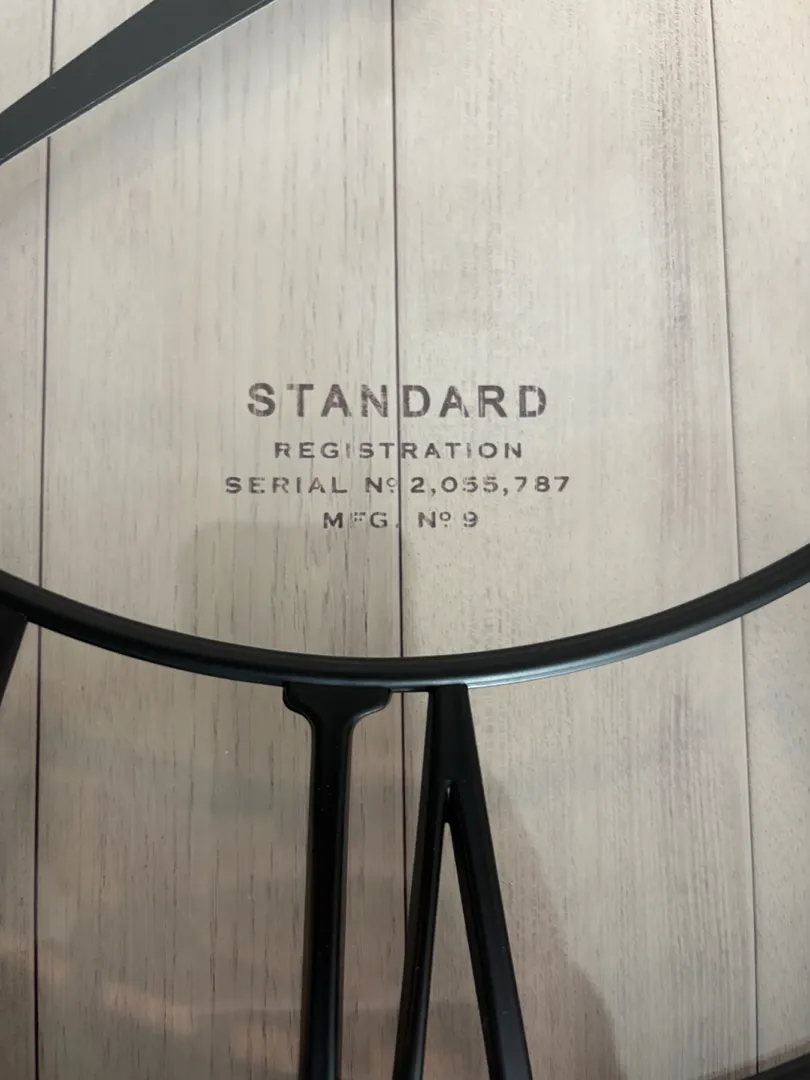 STANDARD
REGISTRATION
SERIAL Nº 2,055,787
MFG. Nº 9